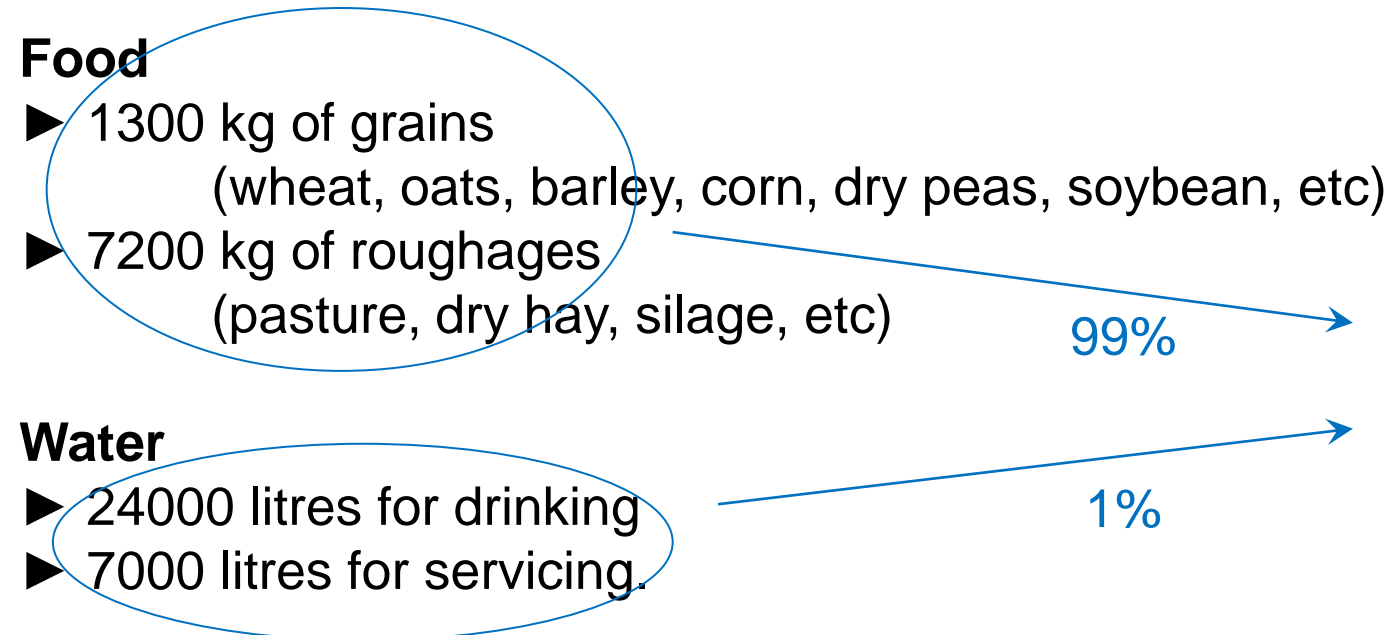 Food
► 1300 kg of grains
(wheat, oats, barley, corn, dry peas, soybean, etc)
► 7200 kg of roughages
(pasture, dry hay, silage, etc)
99%
Water
► 24000 litres for drinking
1%
► 7000 litres for servicing.